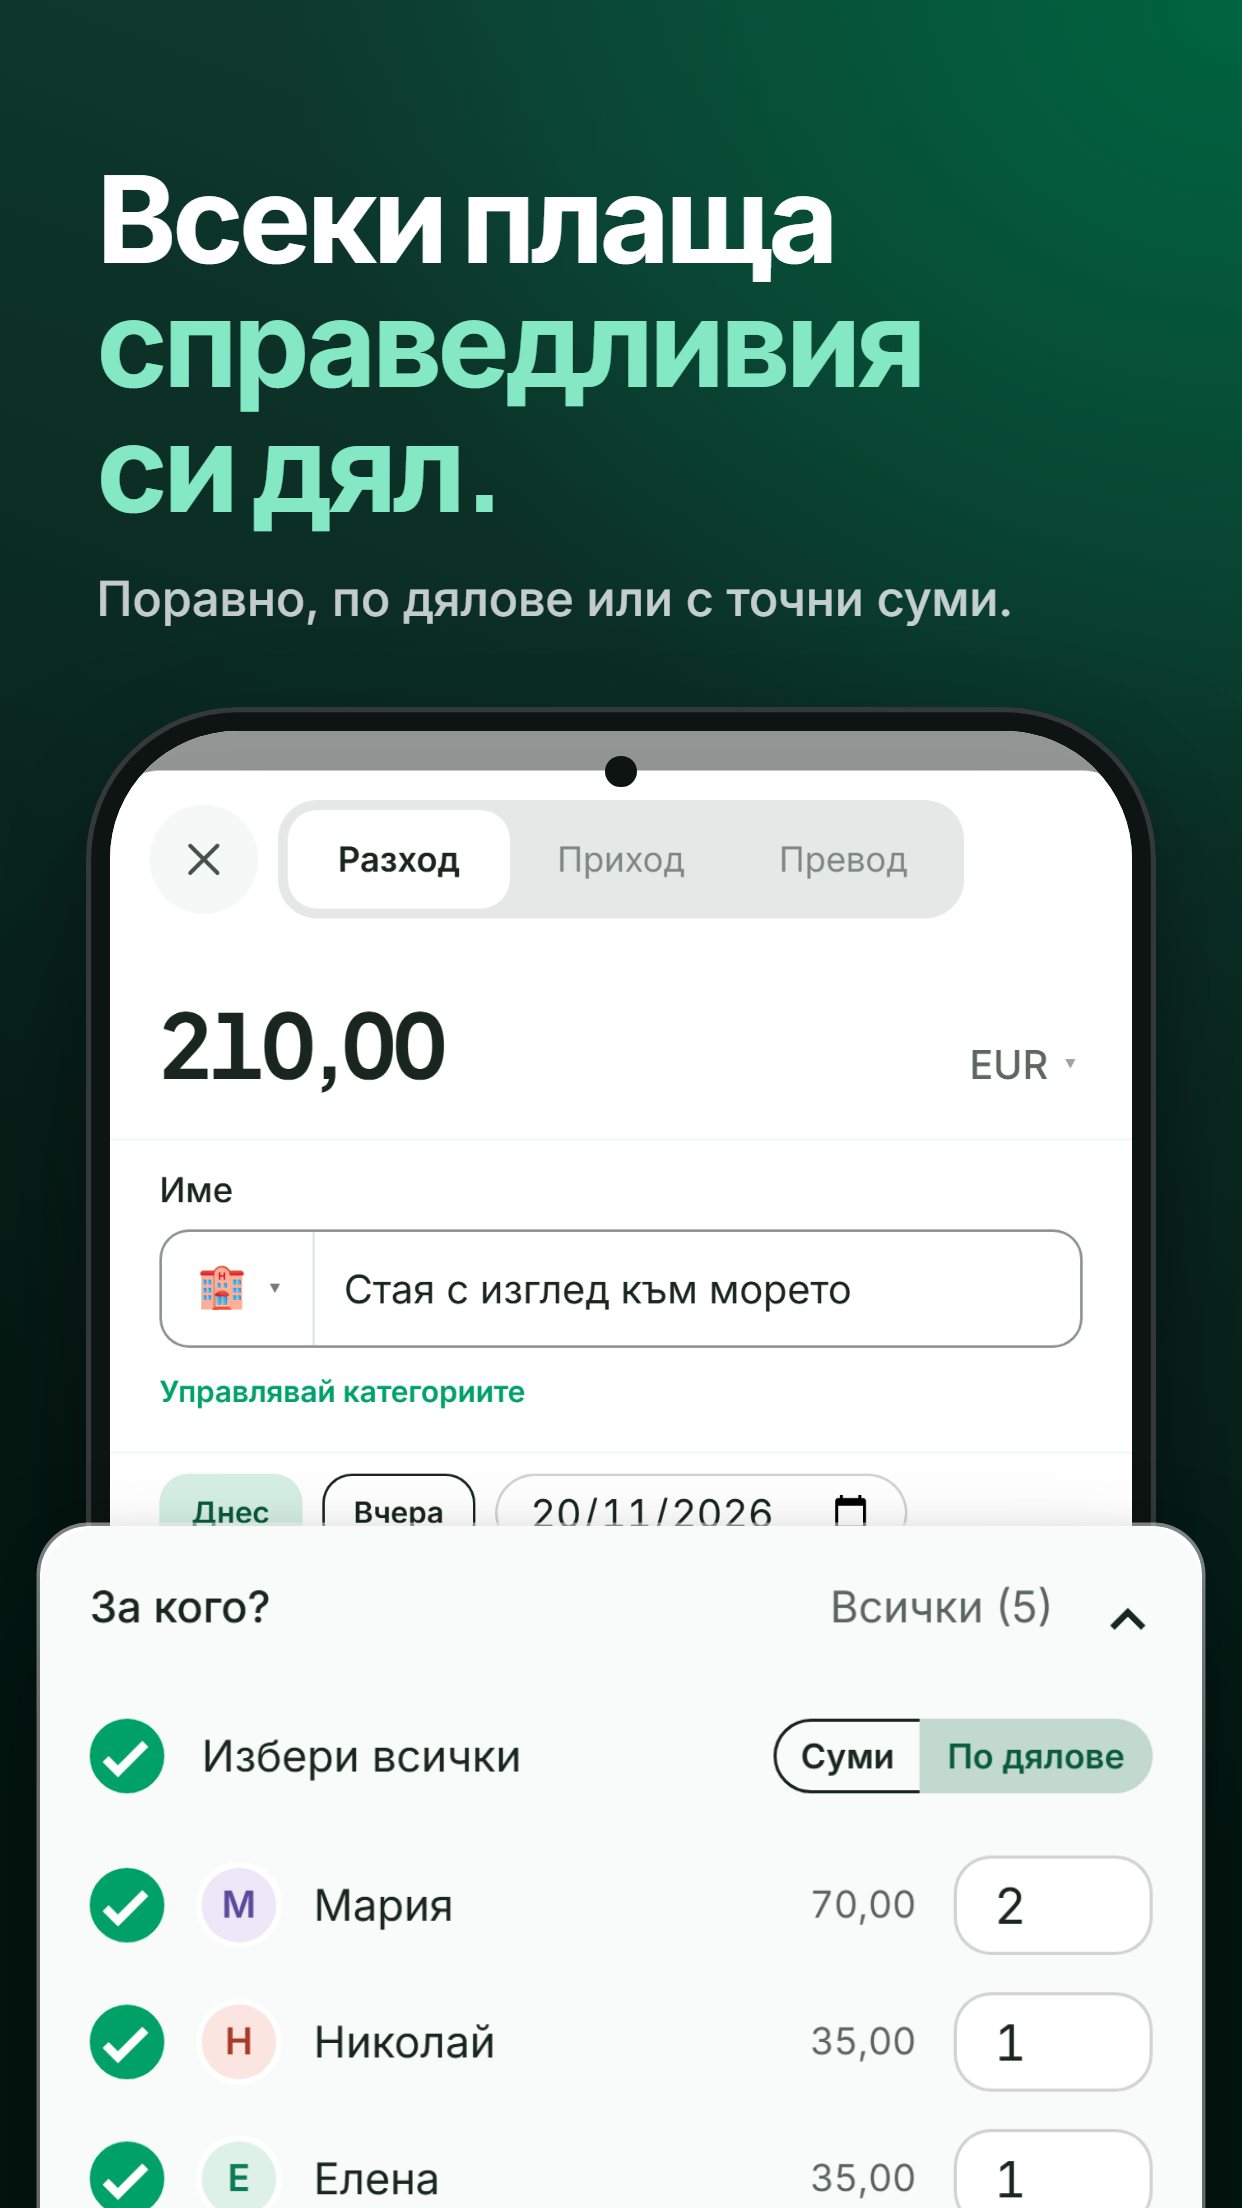 Всеки плаща
справедливия
си дял.
Поравно, по дялове или с точни суми.
Разход
Приход
Превод
210,00
EUR
Име
Стая с изглед към морето
Управлявай категориите
Днес
Вчера
20/11/2026
За кого?
Всички (5)
Избери всички
Суми
По дялове
М
Мария
70,00
2
Н
Николай
35,00
1
Е
Елена
35,00
1